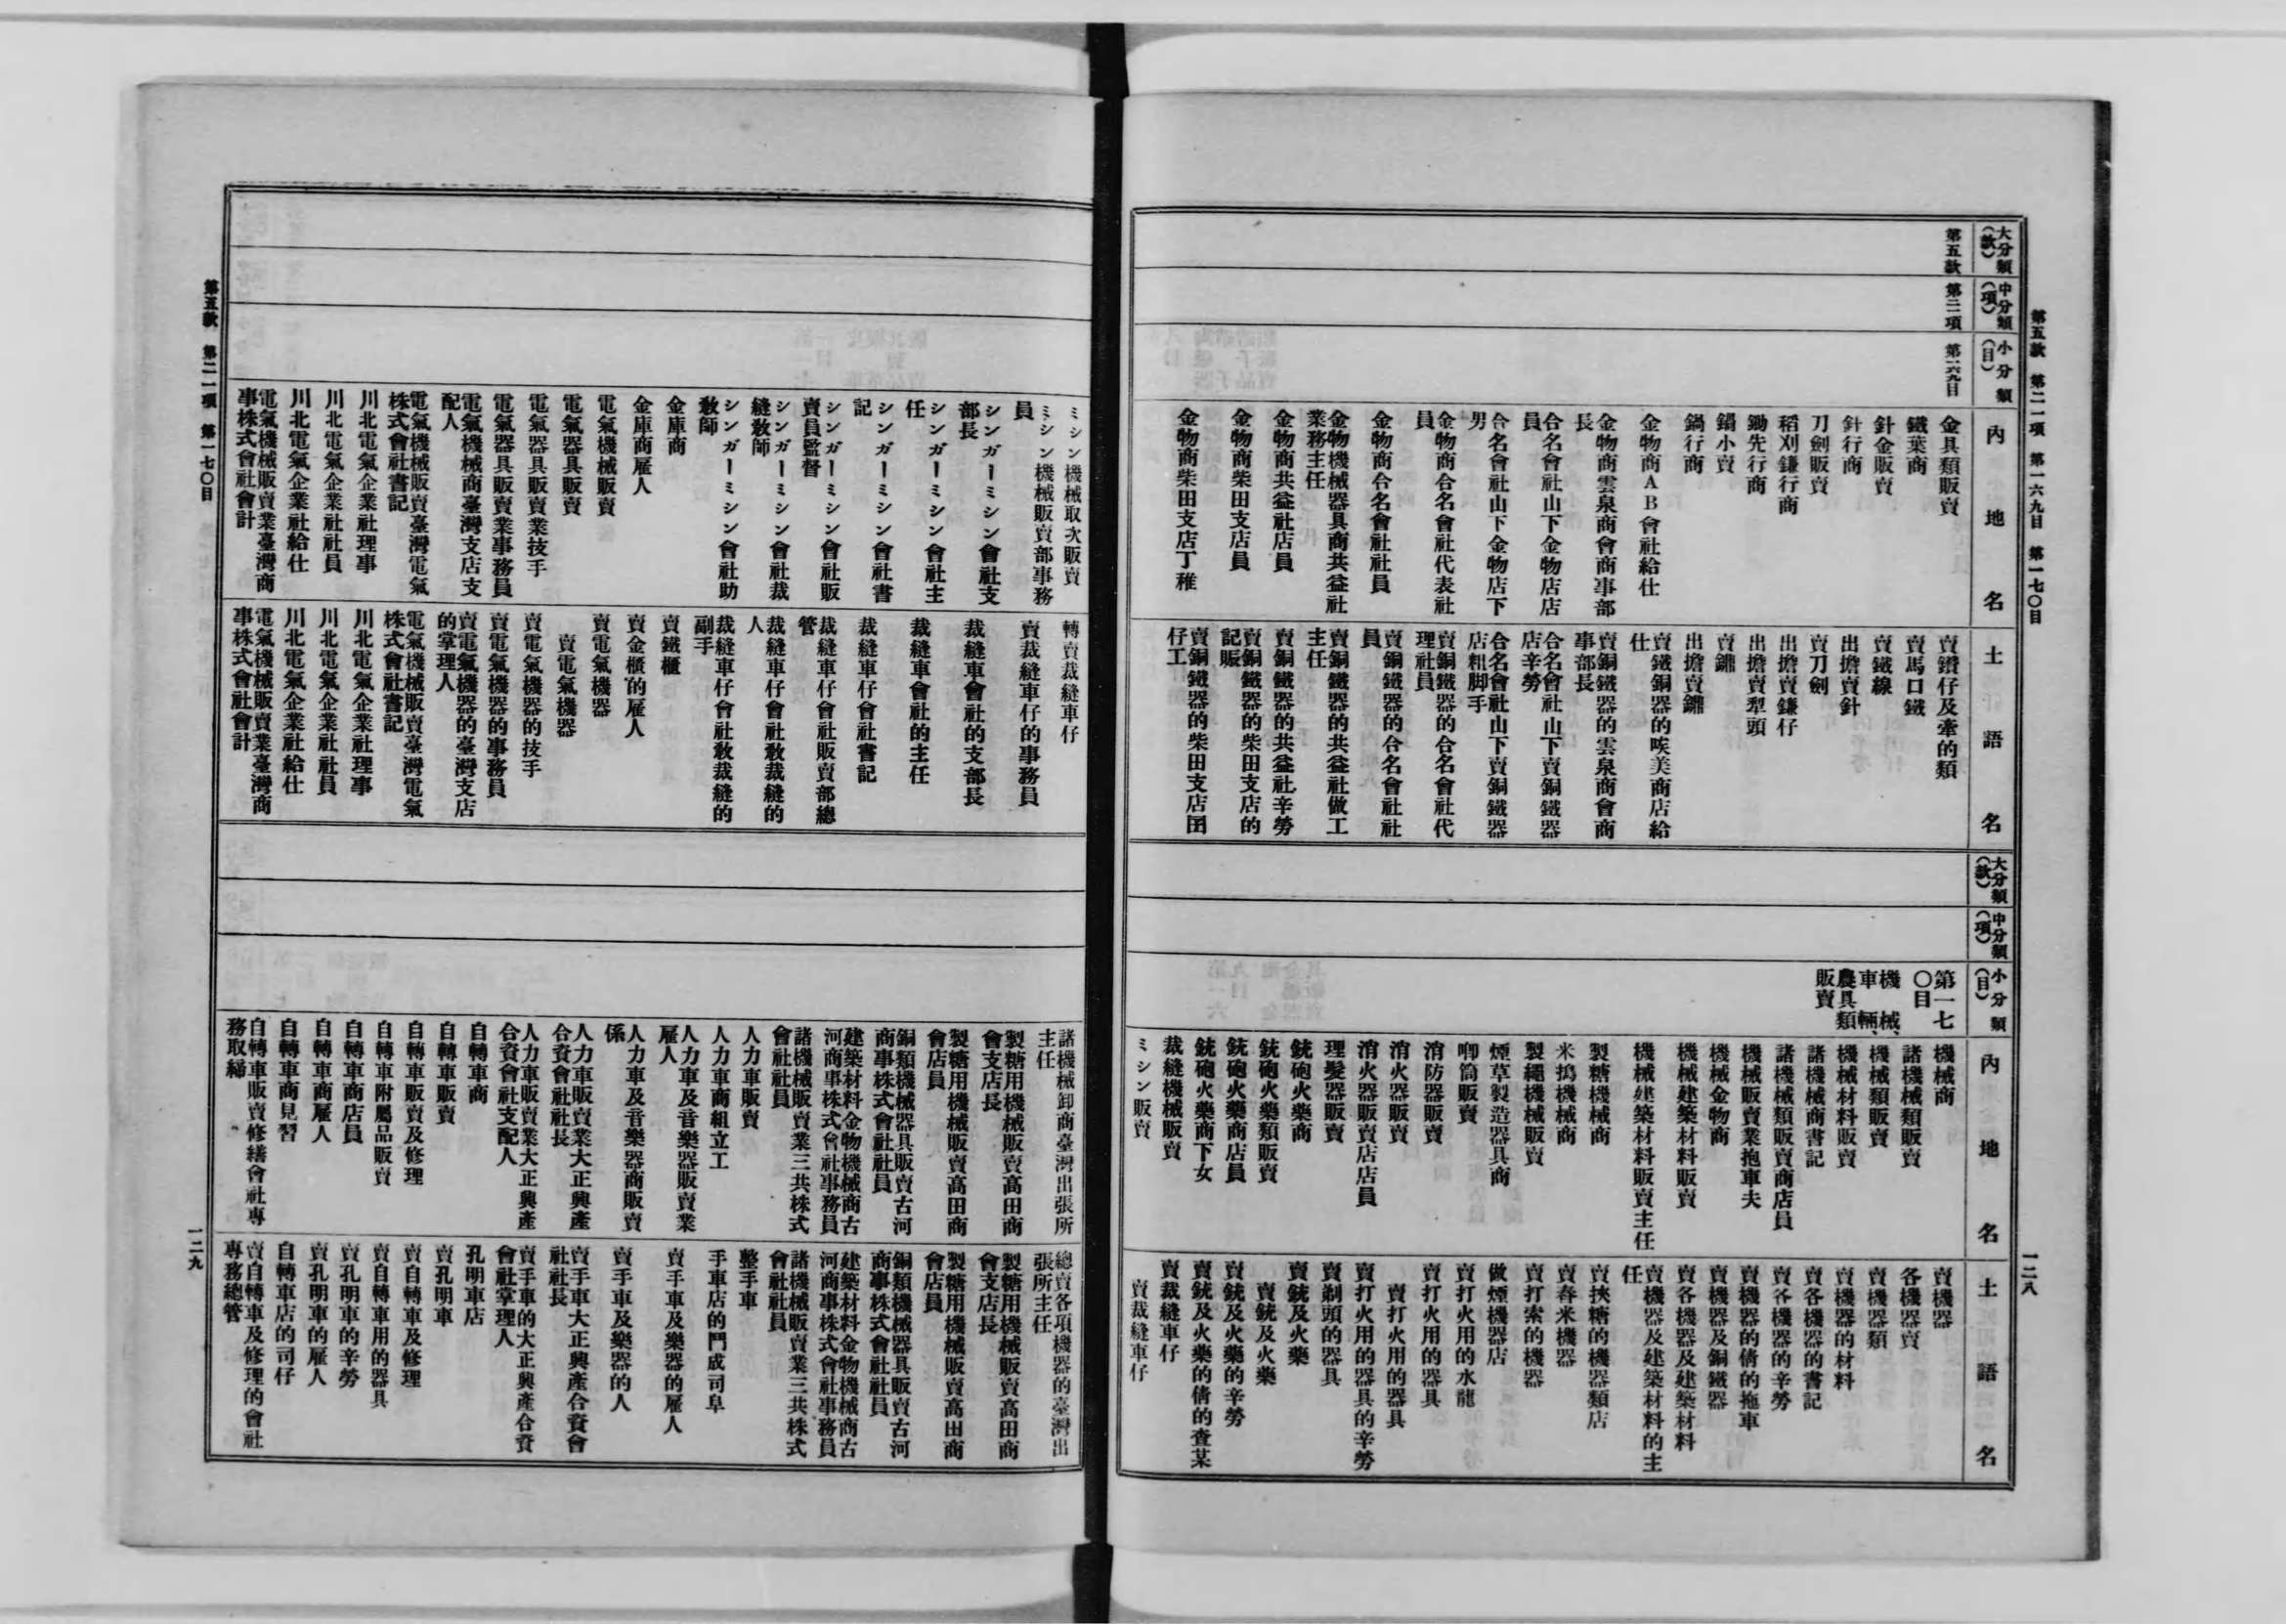 第五款 第二一項 第一六九目 第一七〇目
一二八
大分類(款)
中分類(項)
小分類(目)
內地名
土語名
第五款
第二一項
第一六九目
金具類販賣
鐵葉商
針金販賣
針行商
刀劍販賣
稻刈鎌行商
鋤先行商
鍋小賣
鍋行商
金物商AB會社給仕
金物商雲泉商會商事部
長
合名會社山下金物店店
員
合名會社山下金物店下
男
金物商合名會社代表社
員
金物商合名會社社員
金物機械器具商共益社
業務主任
金物商共益社店員
金物商柴田支店員
金物商柴田支店丁稚
賣鑽仔及牽的類
賣馬口鐵
賣鐵線
出擔賣針
賣刀劍
出擔賣鎌仔
出擔賣犁頭
賣鑼
出擔賣鑼
賣鐵銅器的唉美商店給
仕
賣銅鐵器的雲泉商會商
事部長
合名會社山下賣銅鐵器
店辛勞
合名會社山下賣銅鐵器
店粗脚手
賣銅鐵器的合名會社代
理社員
賣銅鐵器的合名會社社
員
賣銅鐵器的共益社做工
主任
賣銅鐵器的共益社辛勞
賣銅鐵器的柴田支店的
記賬
賣銅鐵器的柴田支店囝
仔工
大分類(款)
中分類(項)
小分類(目)
內地名
土語名
第一七
〇目
機械、
車輛、
農具類
販賣
機械商
諸機械類販賣
機械類販賣
機械材料販賣
諸機械商書記
諸機械類販賣商店員
機械販賣業抱車夫
機械金物商
機械建築材料販賣
機械建築材料販賣主任
製糖機械商
米搗機械商
製繩機械販賣
煙草製造器具商
喞筒販賣
消防器販賣
消火器販賣
消火器販賣店店員
理髮器販賣
銃砲火藥商
銃砲火藥類販賣
銃砲火藥商店員
銃砲火藥商下女
裁縫機械販賣
ミシン販賣
賣機器
各機器賣
賣機器類
賣機器的材料
賣各機器的書記
賣各機器的辛勞
賣機器的倩的拖車
賣機器及銅鐵器
賣各機器及建築材料
賣機器及建築材料的主
任
賣挾糖的機器類店
賣舂米機器
賣打索的機器
做煙機器店
賣打火用的水龍
賣打火用的器具
賣打火用的器具
賣打火用的器具的辛勞
賣剃頭的器具
賣銃及火藥
賣銃及火藥
賣銃及火藥的辛勞
賣銃及火藥的倩的查某
賣裁縫車仔
賣裁縫車仔
ミシン機械取次販賣
ミシン機械販賣部事務
員
シンガーミシン會社支
部長
シンガーミシン會社主
任
シンガーミシン會社書
記
シンガーミシン會社販
賣員監督
シンガーミシン會社裁
縫敎師
シンガーミシン會社助
敎師
金庫商
金庫商雇人
電氣機械販賣
電氣器具販賣
電氣器具販賣業技手
電氣器具販賣業事務員
電氣機械商臺灣支店支
配人
電氣機械販賣臺灣電氣
株式會社書記
川北電氣企業社理事
川北電氣企業社社員
川北電氣企業社給仕
電氣機械販賣業臺灣商
事株式會社會計
轉賣裁縫車仔
賣裁縫車仔的事務員
裁縫車會社的支部長
裁縫車會社的主任
裁縫車仔會社書記
裁縫車仔會社販賣部總
管
裁縫車仔會社敎裁縫的
人
裁縫車仔會社敎裁縫的
副手
賣鐵櫃
賣金櫃的雇人
賣電氣機器
賣電氣機器
賣電氣機器的技手
賣電氣機器的事務員
賣電氣機器的臺灣支店
的掌理人
電氣機械販賣臺灣電氣
株式會社書記
川北電氣企業社理事
川北電氣企業社社員
川北電氣企業社給仕
電氣機械販賣業臺灣商
事株式會社會計
諸機械卸商臺灣出張所
主任
製糖用機械販賣高田商
會支店長
製糖用機械販賣高田商
會店員
銅類機械器具販賣古河
商事株式會社社員
建築材料金物機械商古
河商事株式會社事務員
諸機械販賣業三共株式
會社社員
人力車販賣
人力車商組立工
人力車及音樂器販賣業
雇人
人力車及音樂器商販賣
係
人力車販賣業大正興產
合資會社社長
人力車販賣業大正興產
合資會社支配人
自轉車商
自轉車販賣
自轉車販賣及修理
自轉車附屬品販賣
自轉車商店員
自轉車商雇人
自轉車商見習
自轉車販賣修繕會社專
務取締
總賣各項機器的臺灣出
張所主任
製糖用機械販賣高田商
會支店長
製糖用機械販賣高田商
會店員
銅類機械器具販賣古河
商事株式會社社員
建築材料金物機械商古
河商事株式會社事務員
諸機械販賣業三共株式
會社社員
整手車
手車店的鬥成司阜
賣手車及樂器的雇人
賣手車及樂器的人
賣手車大正興產合資會
社社長
賣手車的大正興產合資
會社掌理人
孔明車店
賣孔明車
賣自轉車及修理
賣自轉車用的器具
賣孔明車的辛勞
賣孔明車的雇人
自轉車店的司仔
賣自轉車及修理的會社
專務總管
第五款 第二一項 第一七〇目
一二九